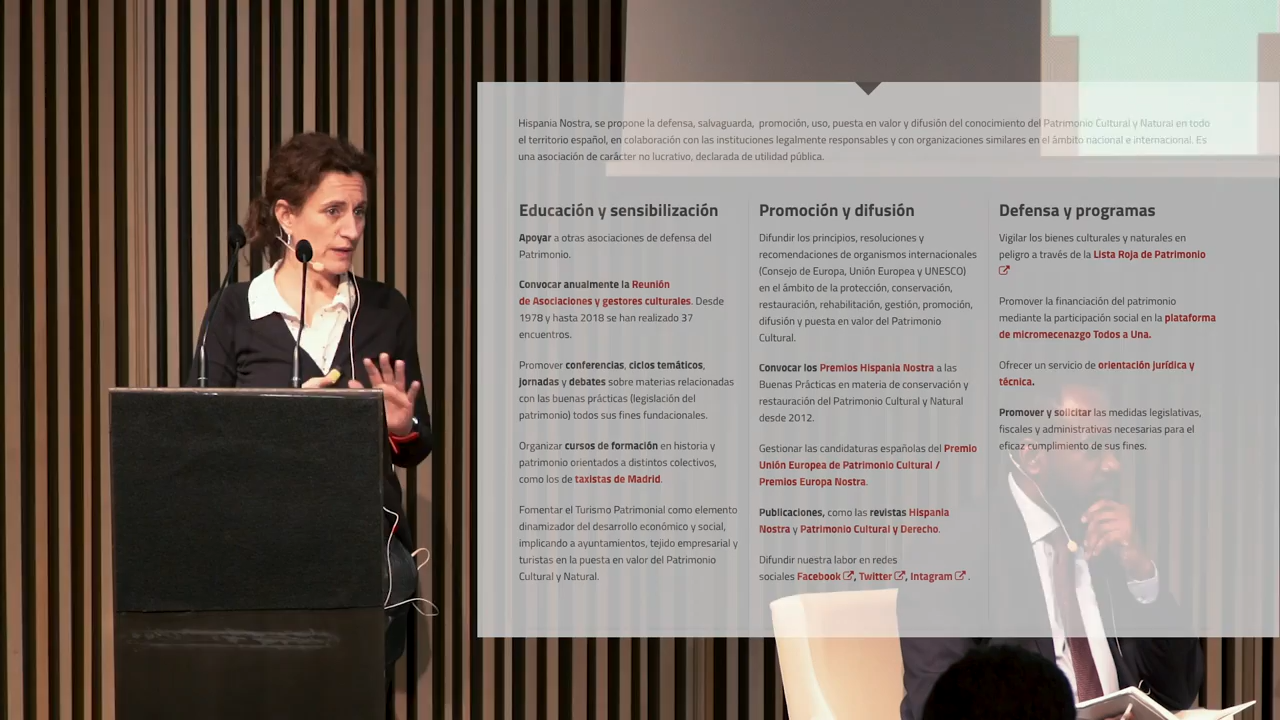 Hispania Nostra, se propone la defensa, salvaguarda, promoción, uso, puesta en valor y difusión del conocimiento del Patrimonio Cultural y Natural en todo
el territorio español, en colaboración con las instituciones legalmente responsables y con organizaciones similares en el ámbito nacional e internacional. Es
una asociación de carácter no lucrativo, declarada de utilidad pública.
Educación y sensibilización
Apoyar a otras asociaciones de defensa del
Patrimonio.
Convocar anualmente la Reunión
de Asociaciones y gestores culturales. Desde
1978 y hasta 2018 se han realizado 37
encuentros.
Promover conferencias, ciclos temáticos,
jornadas y debates sobre materias relacionadas
con las buenas prácticas (legislación del
patrimonio) todos sus fines fundacionales.
Organizar cursos de formación en historia y
patrimonio orientados a distintos colectivos,
como los de taxistas de Madrid.
Fomentar el Turismo Patrimonial como elemento
dinamizador del desarrollo económico y social,
implicando a ayuntamientos, tejido empresarial y
turistas en la puesta en valor del Patrimonio
Cultural y Natural.
Promoción y difusión
Difundir los principios, resoluciones y
recomendaciones de organismos internacionales
(Consejo de Europa, Unión Europea y UNESCO)
en el ámbito de la protección, conservación,
restauración, rehabilitación, gestión, promoción,
difusión y puesta en valor del Patrimonio
Cultural.
Convocar los Premios Hispania Nostra a las
Buenas Prácticas en materia de conservación y
restauración del Patrimonio Cultural y Natural
desde 2012.
Gestionar las candidaturas españolas del Premio
Unión Europea de Patrimonio Cultural /
Premios Europa Nostra.
Publicaciones, como las revistas Hispania
Nostra y Patrimonio Cultural y Derecho.
Difundir nuestra labor en redes
sociales Facebook, Twitter, Intagram .
Defensa y programas
Vigilar los bienes culturales y naturales en
peligro a través de la Lista Roja de Patrimonio
Promover la financiación del patrimonio
mediante la participación social en la plataforma
de micromecenazgo Todos a Una.
Ofrecer un servicio de orientación jurídica y
técnica.
Promover y solicitar las medidas legislativas,
fiscales y administrativas necesarias para el
eficaz cumplimiento de sus fines.